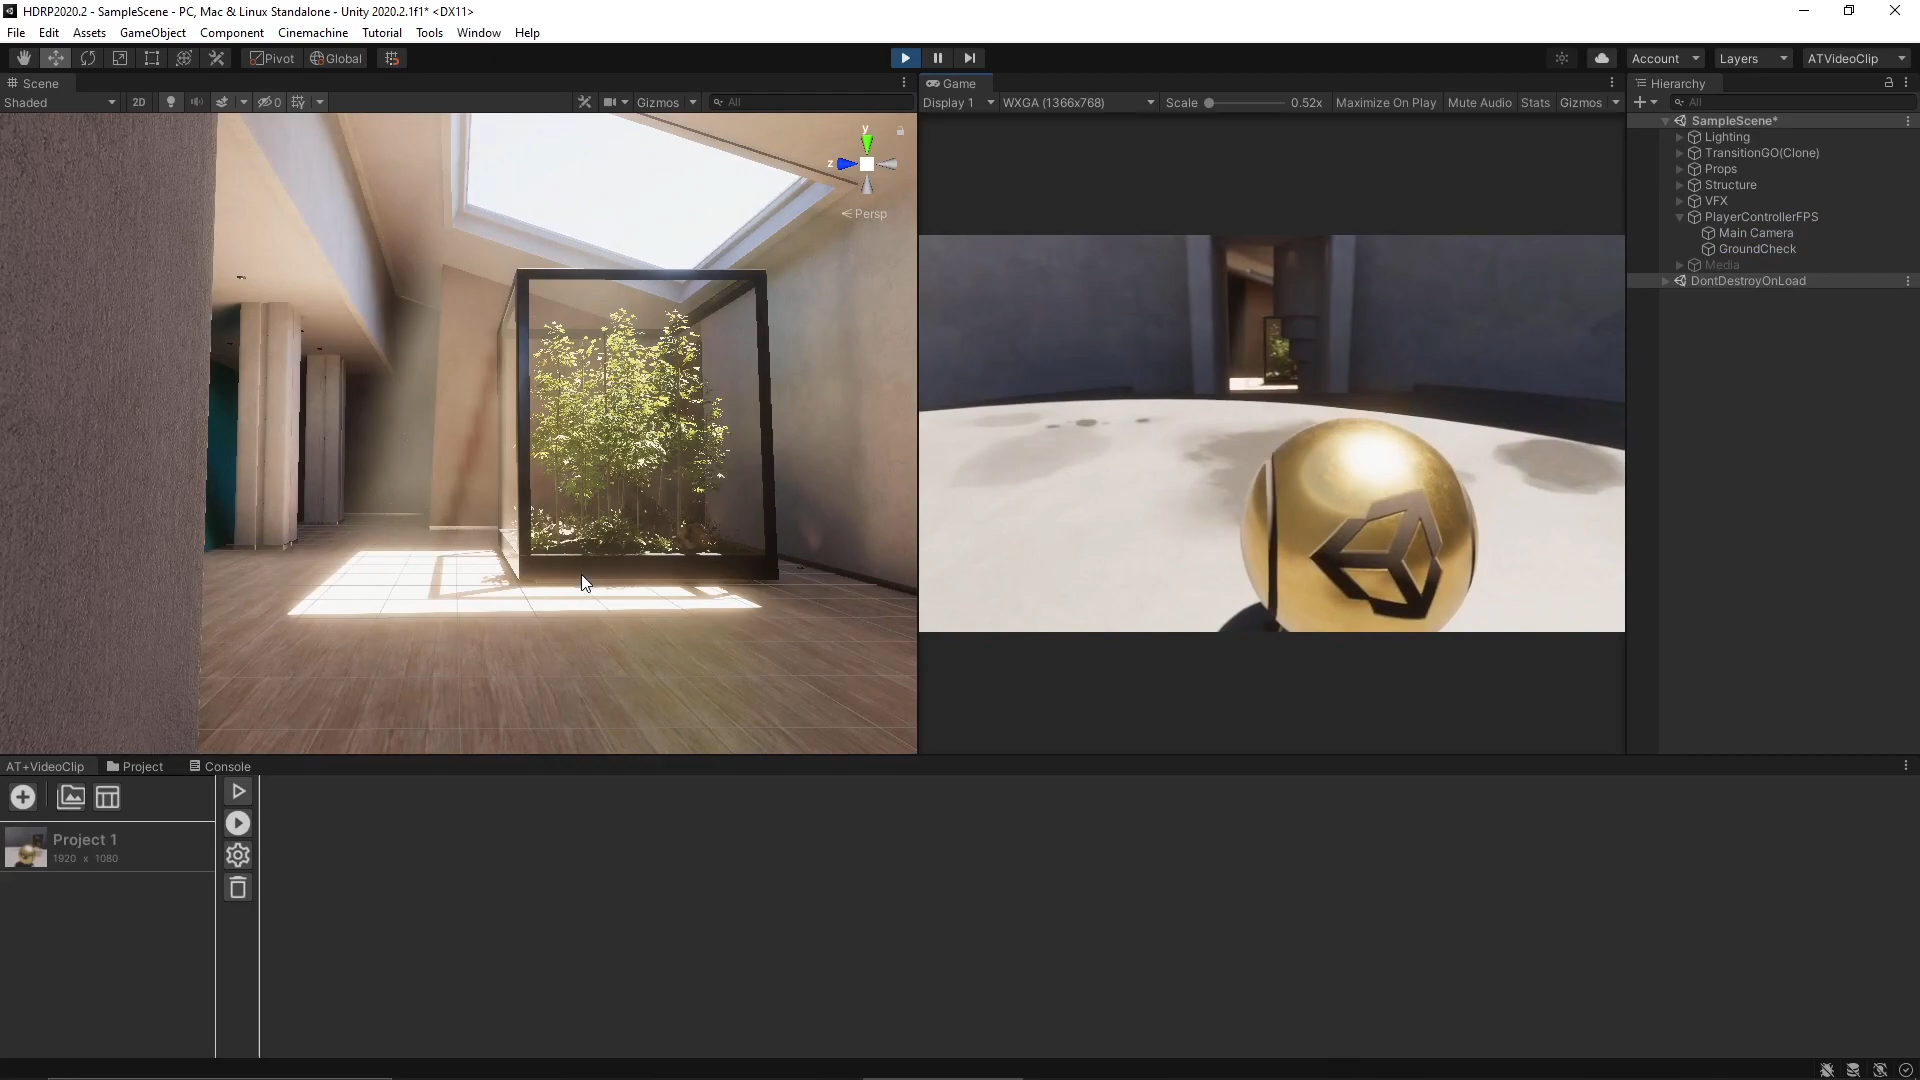 HDRP2020.2 - SampleScene - PC, Mac & Linux Standalone - Unity 2020.2.1f1* <DX11>
File Edit Assets GameObject Component Cinemachine Tutorial Tools Window Help
Pivot Global Account Layers ATVideoClip
Scene
Shaded 2D 0 Gizmos All
y
z
Persp
Game
Display 1 WXGA (1366x768) Scale 0.52x Maximize On Play Mute Audio Stats Gizmos
Hierarchy
All
SampleScene*
Lighting
TransitionGO(Clone)
Props
Structure
VFX
PlayerControllerFPS
Main Camera
GroundCheck
Media
DontDestroyOnLoad
AT+VideoClip Project Console
Project 1
1920 x 1080